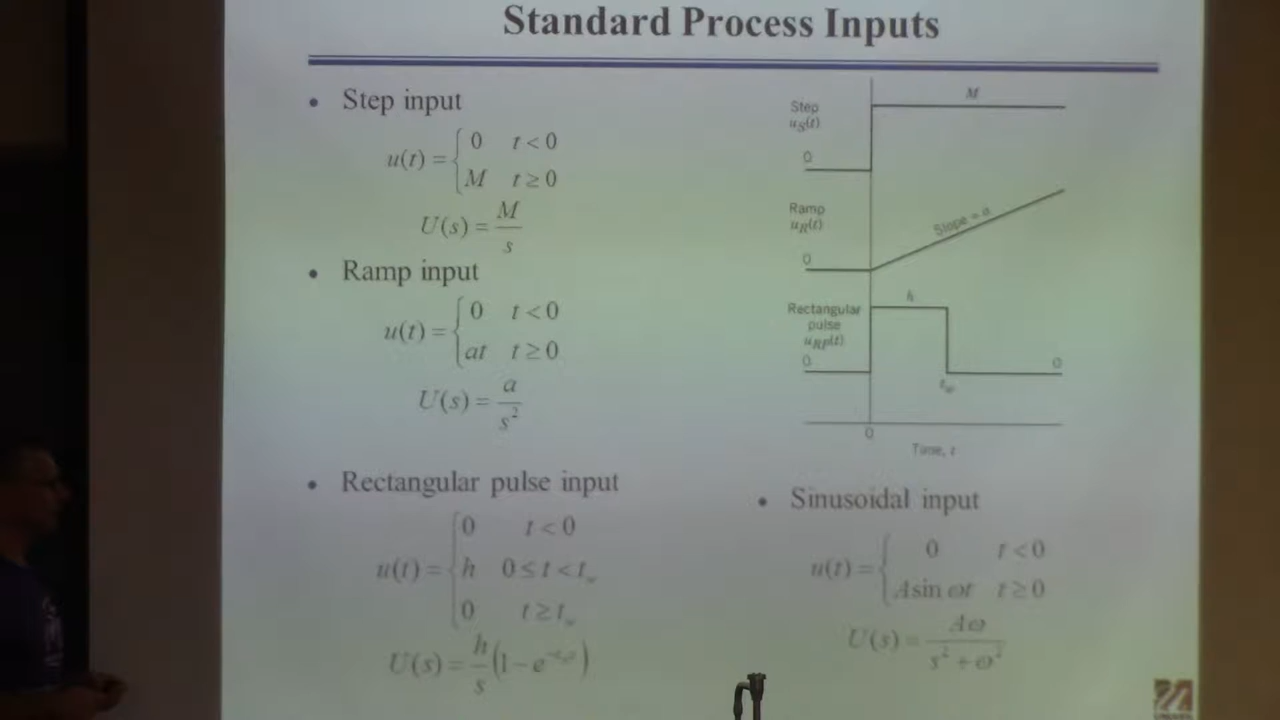 Standard Process Inputs
• Step input
u(t) = { 0 t < 0
M t ≥ 0
U(s) = M / s
• Ramp input
u(t) = { 0 t < 0
at t ≥ 0
U(s) = a / s²
• Rectangular pulse input
u(t) = { 0 t < 0
h 0 ≤ t < t_w
0 t ≥ t_w
U(s) = h / s (1 − e^(−t_w s))
Step
u_S(t)
0
M
Ramp
u_R(t)
0
Slope = a
Rectangular
pulse
u_RP(t)
0
h
t_w
0
0
Time, t
• Sinusoidal input
u(t) = { 0 t < 0
A sin ωt t ≥ 0
U(s) = Aω / s² + ω²